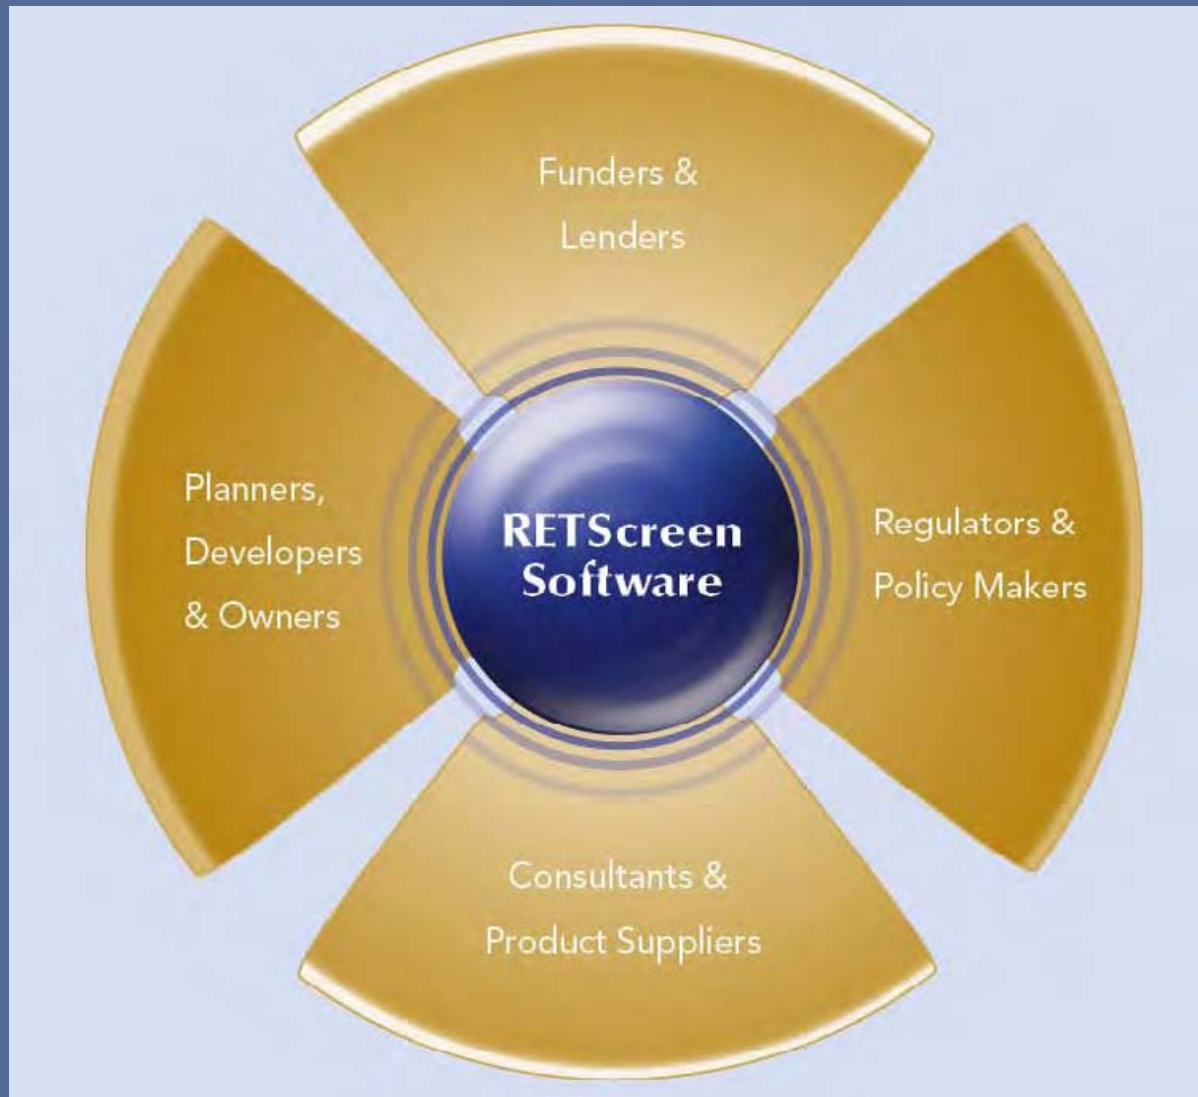 Funders &
Lenders
Planners,
Developers
& Owners
RETScreen
Software
Regulators &
Policy Makers
Consultants &
Product Suppliers